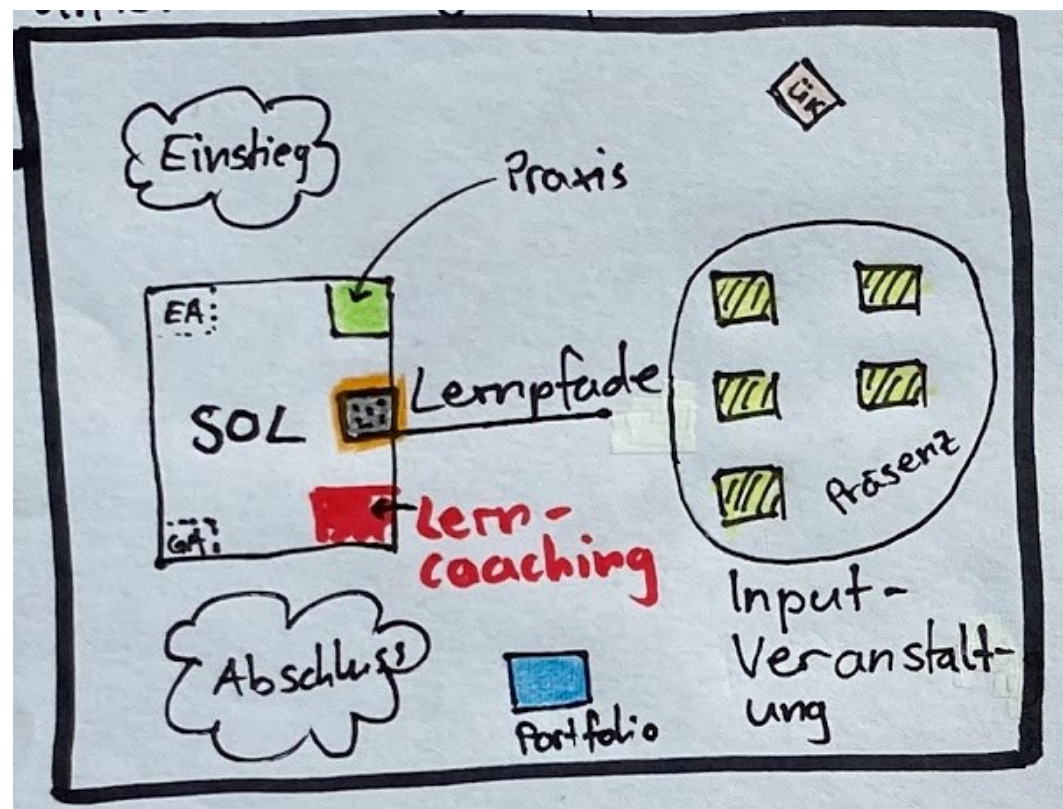 Einstieg
ÜK
Praxis
EA
SOL
Lernpfade
GA
Lern-
coaching
Präsenz
Input-
Veranstalt-
ung
Abschluss
Portfolio